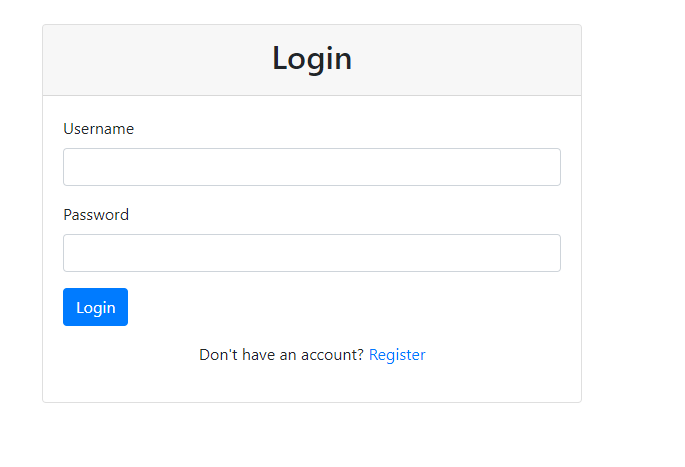 Login
Username
Password
Login
Don't have an account? Register